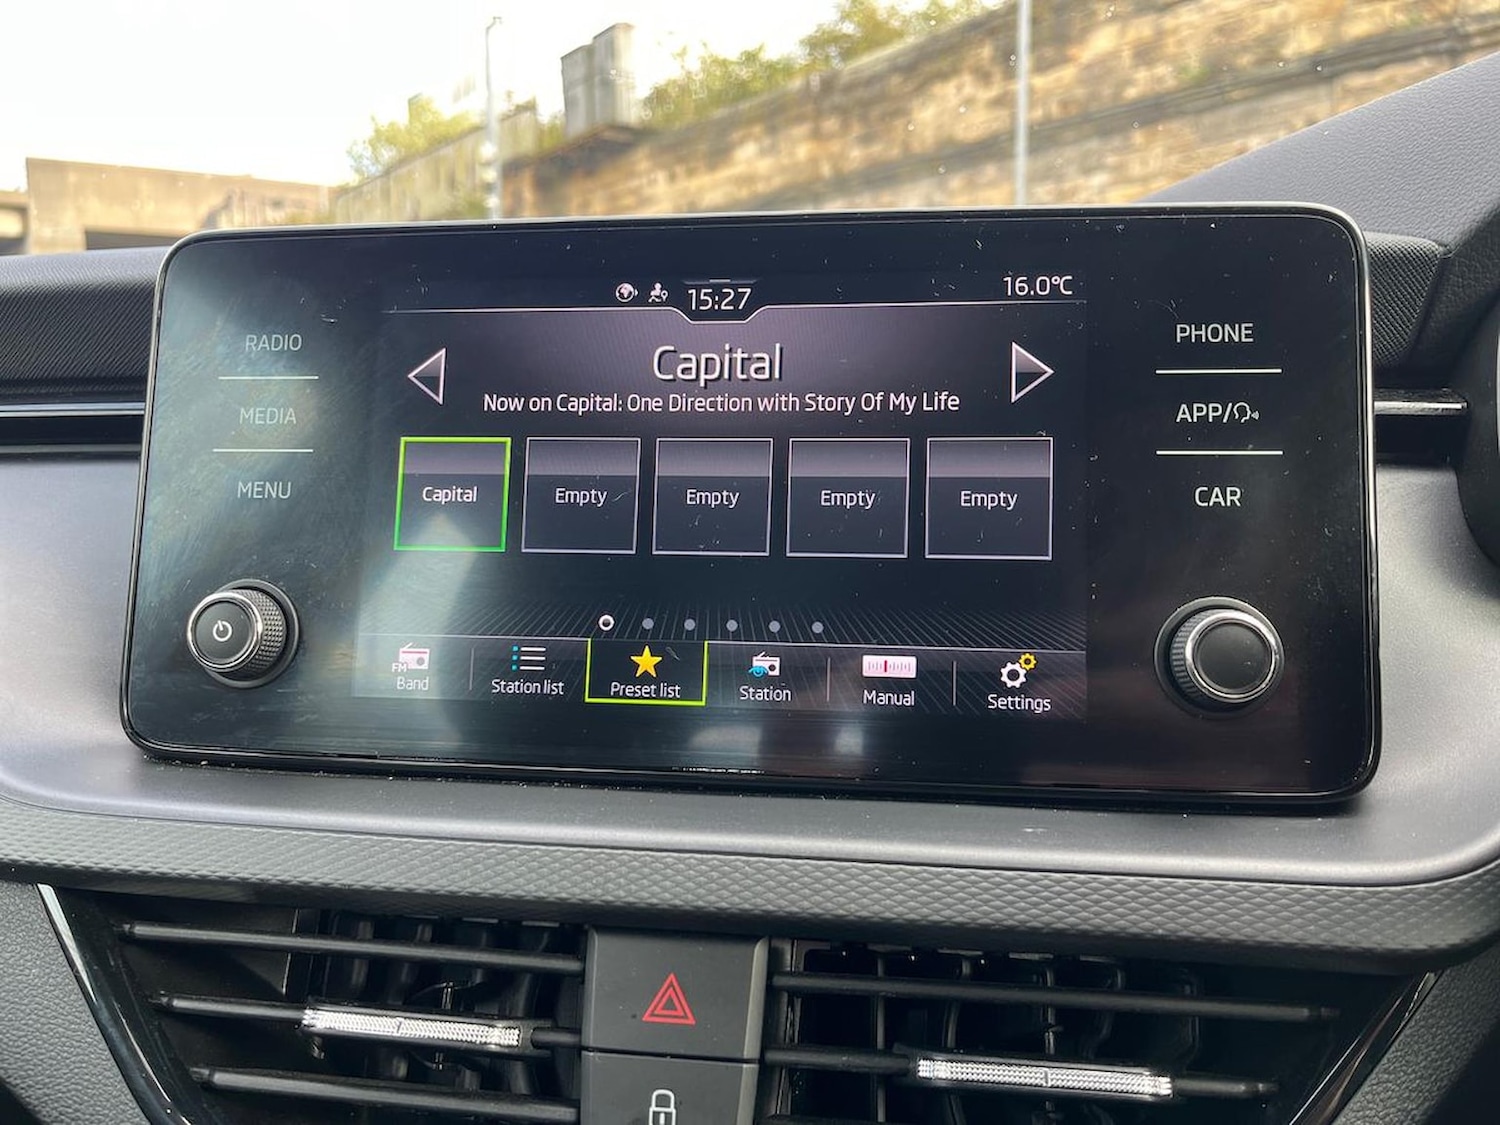 15:27
16.0°C
RADIO
MEDIA
MENU
Capital
Now on Capital: One Direction with Story Of My Life
Capital
Empty
Empty
Empty
Empty
FM
Band
Station list
Preset list
Station
Manual
Settings
PHONE
APP/
CAR